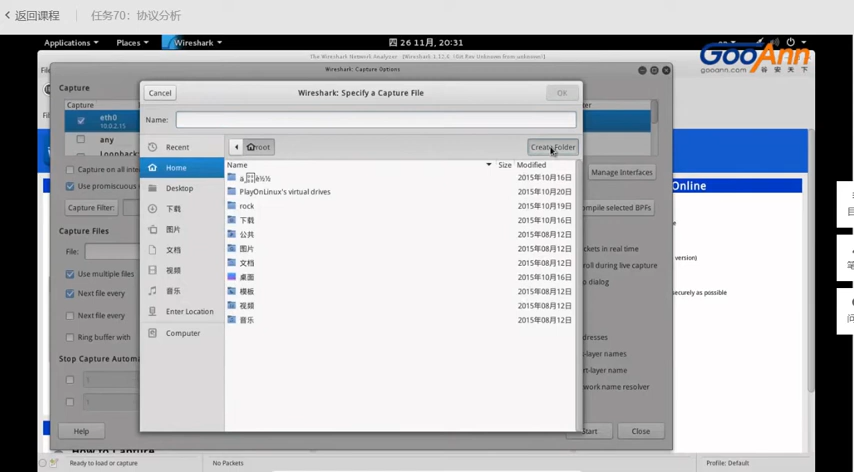 返回课程
任务70：协议分析
Applications
Places
Wireshark
四 26 11月, 20:31
GooAnn
gooann.com 谷安天下
The Wireshark Network Analyzer
Wireshark: Capture Options
Capture
Capture
eth0
10.0.2.15
any
Capture on all
Use promiscuous
Capture Filter:
Manage Interfaces
compile selected BPFs
Online
Capture Files
File:
Use multiple files
Next file every
Next file every
Ring buffer with
Stop Capture Automa
1
1
Help
Start
Close
Cancel
Wireshark: Specify a Capture File
OK
Name:
Recent
Home
Desktop
下载
图片
文档
视频
音乐
Enter Location
Computer
root
Create Folder
Name
Size
Modified
2015年10月16日
PlayOnLinux's virtual drives
2015年10月20日
rock
2015年10月19日
下载
2015年10月16日
公共
2015年08月12日
图片
2015年08月12日
文档
2015年08月12日
桌面
2015年10月16日
模板
2015年08月12日
视频
2015年08月12日
音乐
2015年08月12日
ckets in real time
roll during live capture
o dialog
version)
securely as possible
dresses
-layer names
rt-layer name
work name resolver
How to Capture
Ready to load or capture
No Packets
Profile: Default